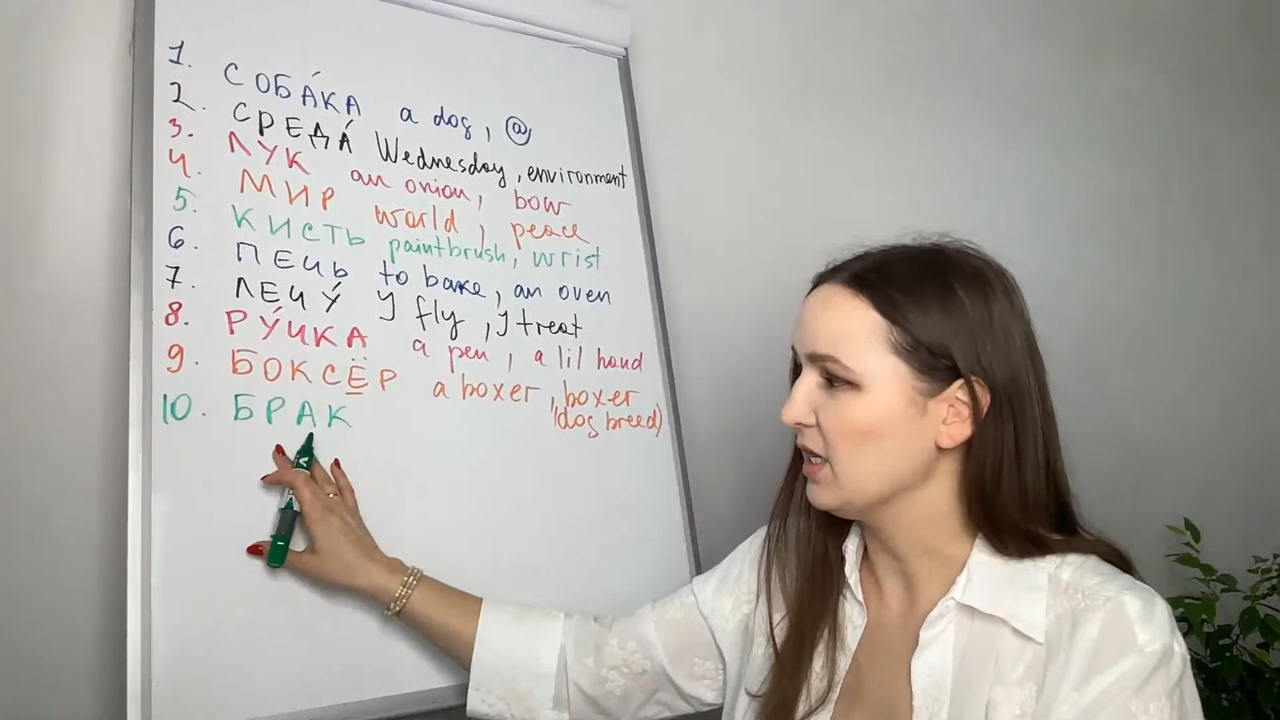 1. СОБА́КА a dog, @
2. СРЕДА́ Wednesday, environment
3. ЛУК an onion, bow
4. МИР world, peace
5. КИСТЬ paintbrush, wrist
6. ПЕЧЬ to bake, an oven
7. ЛЕЧУ́ I fly, I treat
8. РУ́ЧКА a pen, a lil hand
9. БОКСЁР a boxer, boxer
(dog breed)
10. БРАК